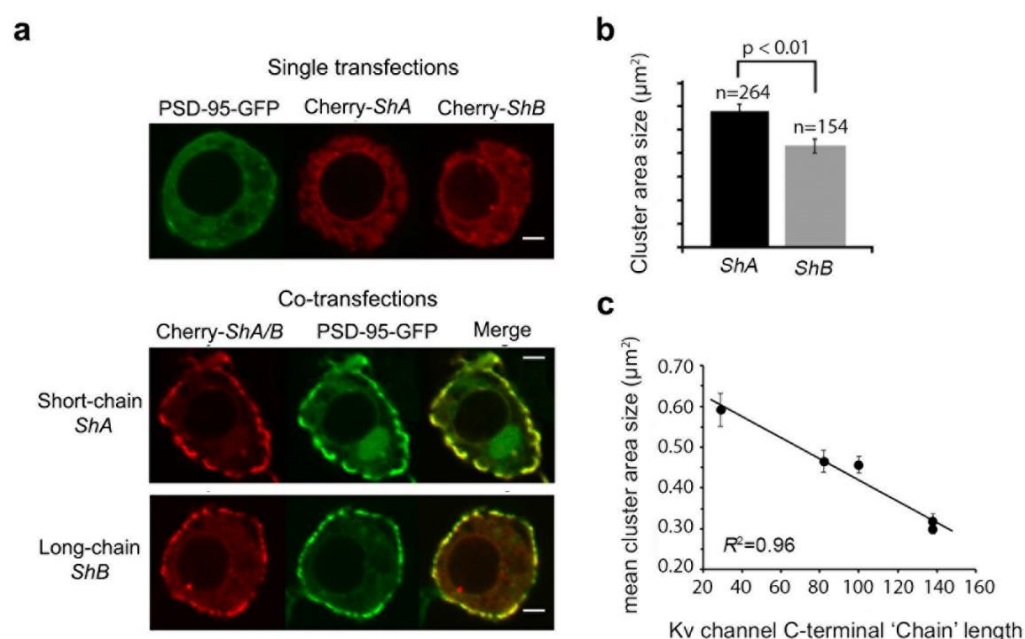 a
Single transfections
PSD-95-GFP Cherry-ShA Cherry-ShB
Co-transfections
Cherry-ShA/B PSD-95-GFP Merge
Short-chain
ShA
Long-chain
ShB
b
Cluster area size (μm²)
p < 0.01
n=264
n=154
ShA ShB
c
mean cluster area size (μm²)
0.70
0.60
0.50
0.40
0.30
0.20
R²=0.96
20 40 60 80 100 120 140 160
Kv channel C-terminal 'Chain' length